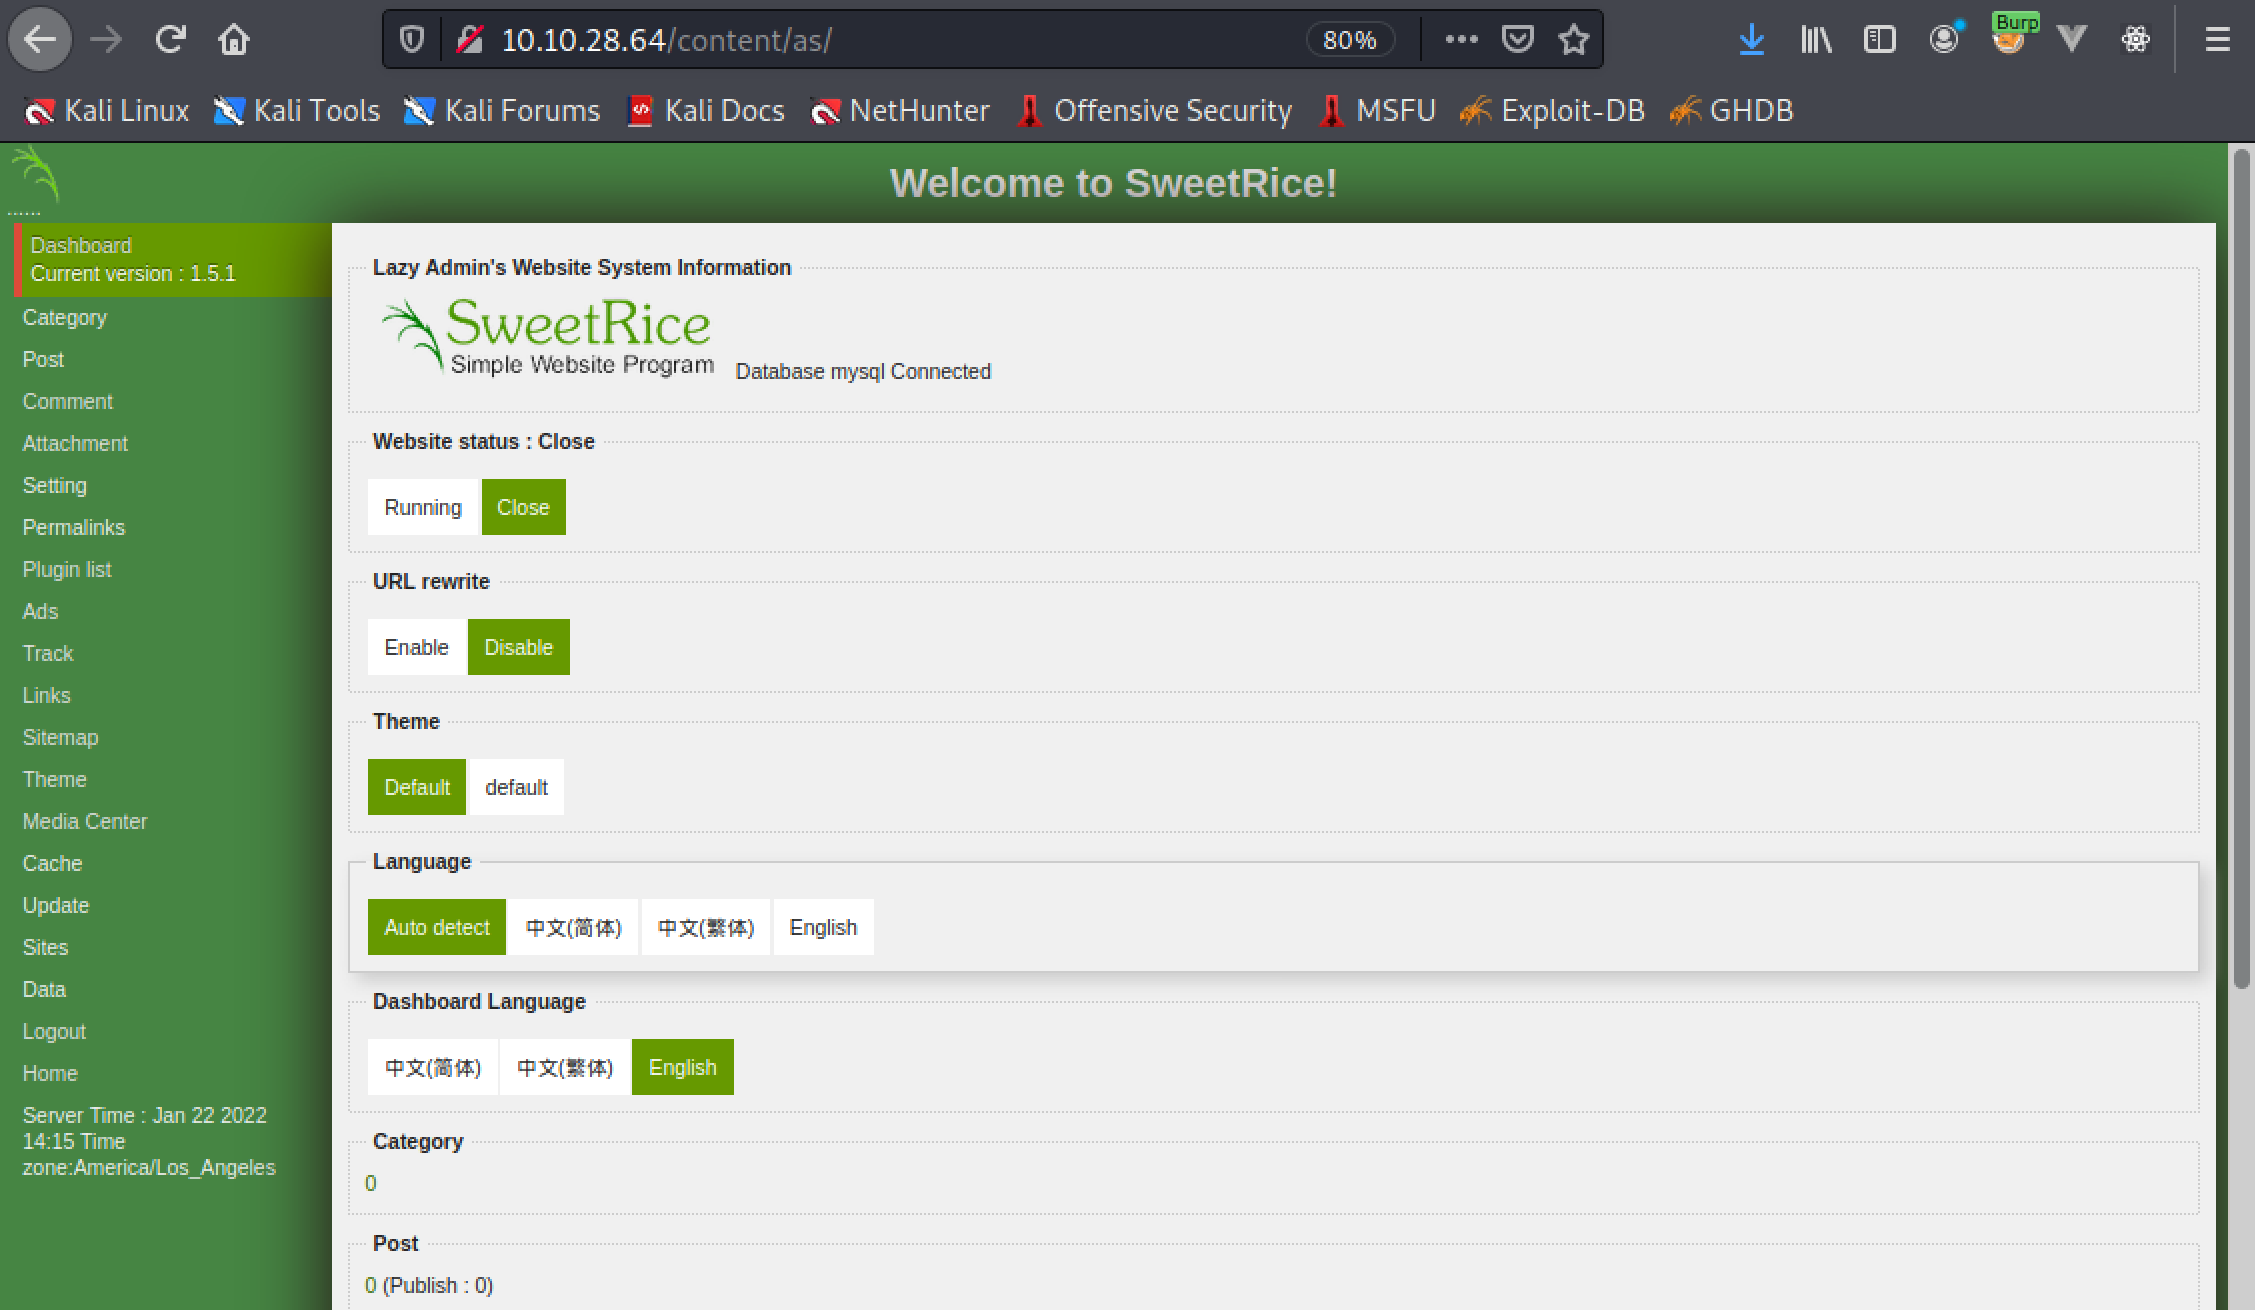 10.10.28.64/content/as/
80%
Burp
Kali Linux Kali Tools Kali Forums Kali Docs NetHunter Offensive Security MSFU Exploit-DB GHDB
......
Welcome to SweetRice!
Dashboard
Current version : 1.5.1
Category
Post
Comment
Attachment
Setting
Permalinks
Plugin list
Ads
Track
Links
Sitemap
Theme
Media Center
Cache
Update
Sites
Data
Logout
Home
Server Time : Jan 22 2022
14:15 Time
zone:America/Los_Angeles
Lazy Admin's Website System Information
SweetRice
Simple Website Program
Database mysql Connected
Website status : Close
Running Close
URL rewrite
Enable Disable
Theme
Default default
Language
Auto detect 中文(简体) 中文(繁体) English
Dashboard Language
中文(简体) 中文(繁体) English
Category
0
Post
0 (Publish : 0)